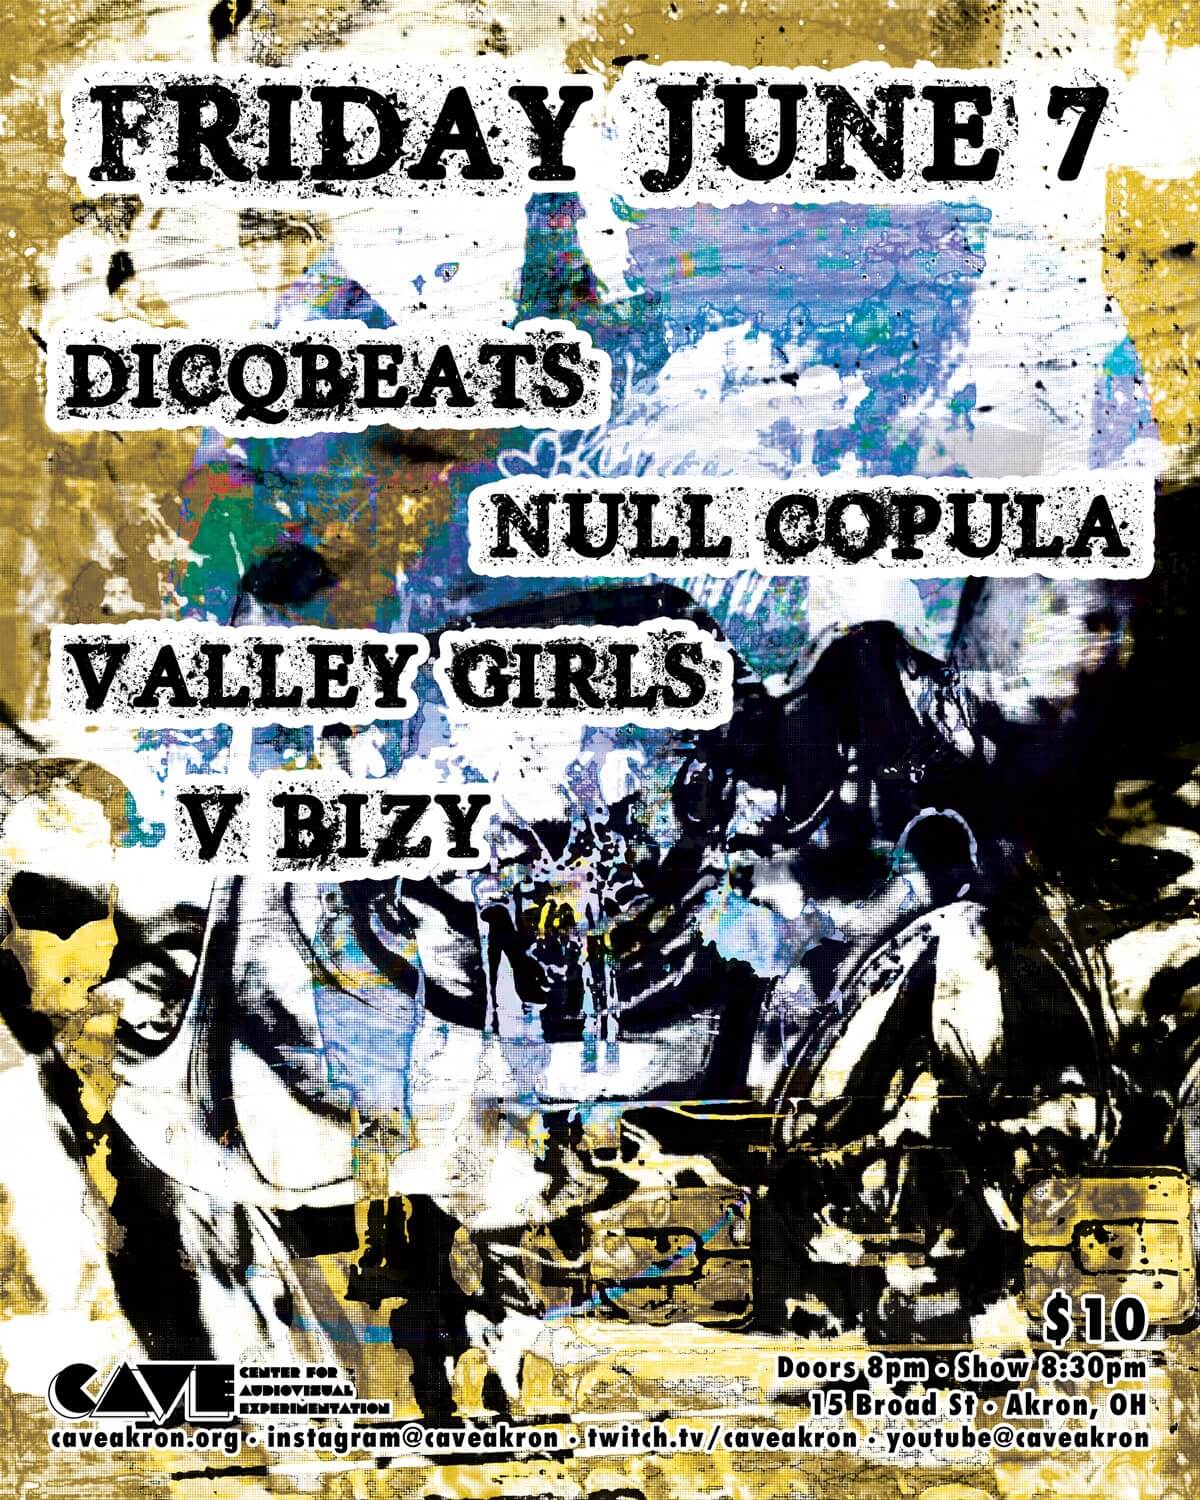 FRIDAY JUNE 7
DICQBEATS
NULL COPULA
VALLEY GIRLS
V BIZY
$10
Doors 8pm • Show 8:30pm
15 Broad St • Akron, OH
CAVE
CENTER FOR
AUDIOVIZUAL
EXPERIMENTATION
caveakron.org • instagram@caveakron • twitch.tv/caveakron • youtube@caveakron